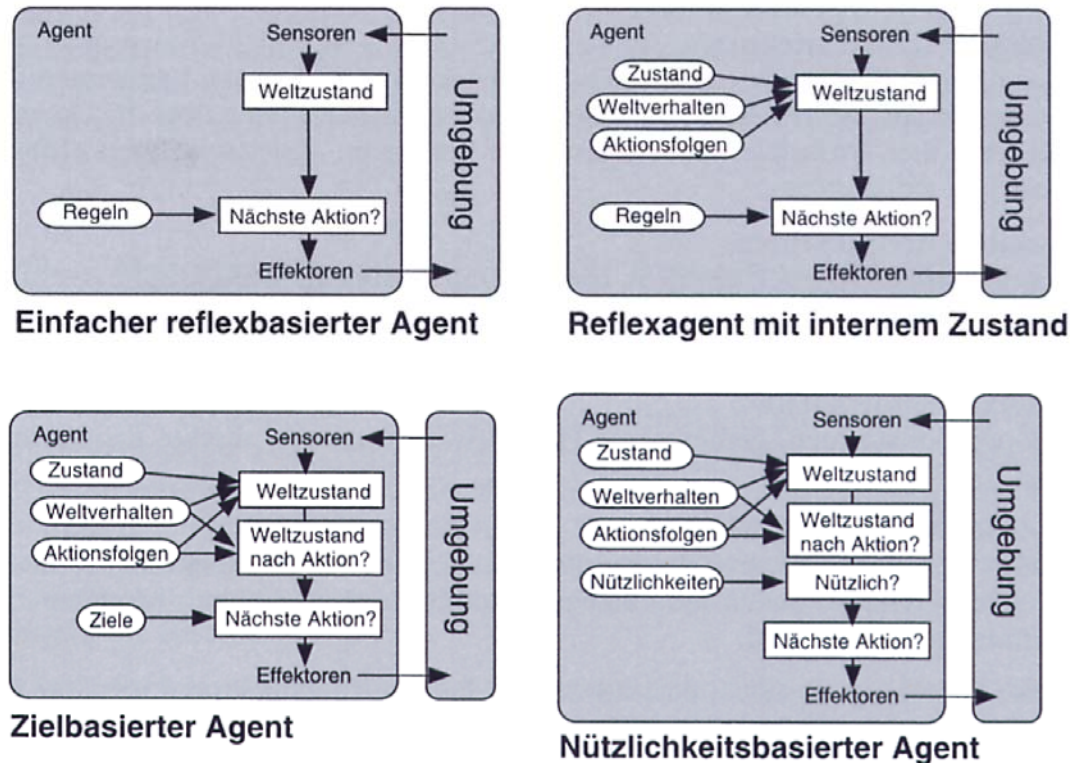 Agent
Sensoren
Weltzustand
Regeln
Nächste Aktion?
Effektoren
Umgebung
Einfacher reflexbasierter Agent
Agent
Sensoren
Zustand
Weltverhalten
Aktionsfolgen
Weltzustand
Regeln
Nächste Aktion?
Effektoren
Umgebung
Reflexagent mit internem Zustand
Agent
Sensoren
Zustand
Weltverhalten
Aktionsfolgen
Weltzustand
Weltzustand
nach Aktion?
Ziele
Nächste Aktion?
Effektoren
Umgebung
Zielbasierter Agent
Agent
Sensoren
Zustand
Weltverhalten
Aktionsfolgen
Nützlichkeiten
Weltzustand
Weltzustand
nach Aktion?
Nützlich?
Nächste Aktion?
Effektoren
Umgebung
Nützlichkeitsbasierter Agent